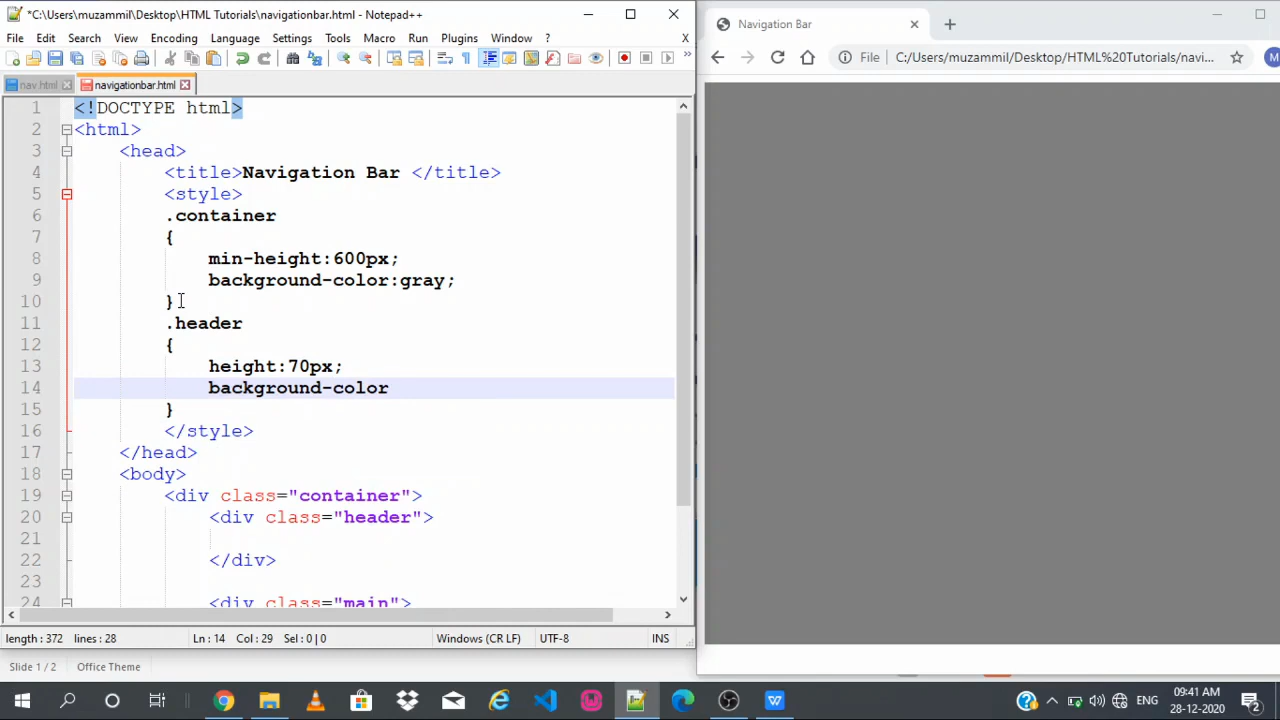 *C:\Users\muzammil\Desktop\HTML Tutorials\navigationbar.html - Notepad++
File Edit Search View Encoding Language Settings Tools Macro Run Plugins Window ? X
nav.html navigationbar.html
1 <!DOCTYPE html>
2 <html>
3 <head>
4 <title>Navigation Bar </title>
5 <style>
6 .container
7 {
8 min-height:600px;
9 background-color:gray;
10 }
11 .header
12 {
13 height:70px;
14 background-color
15 }
16 </style>
17 </head>
18 <body>
19 <div class="container">
20 <div class="header">
21
22 </div>
23
24 <div class="main">
length : 372 lines : 28 Ln : 14 Col : 29 Sel : 0 | 0 Windows (CR LF) UTF-8 INS
Slide 1 / 2 Office Theme
Navigation Bar
File C:/Users/muzammil/Desktop/HTML%20Tutorials/navi...
ENG 09:41 AM
28-12-2020 2